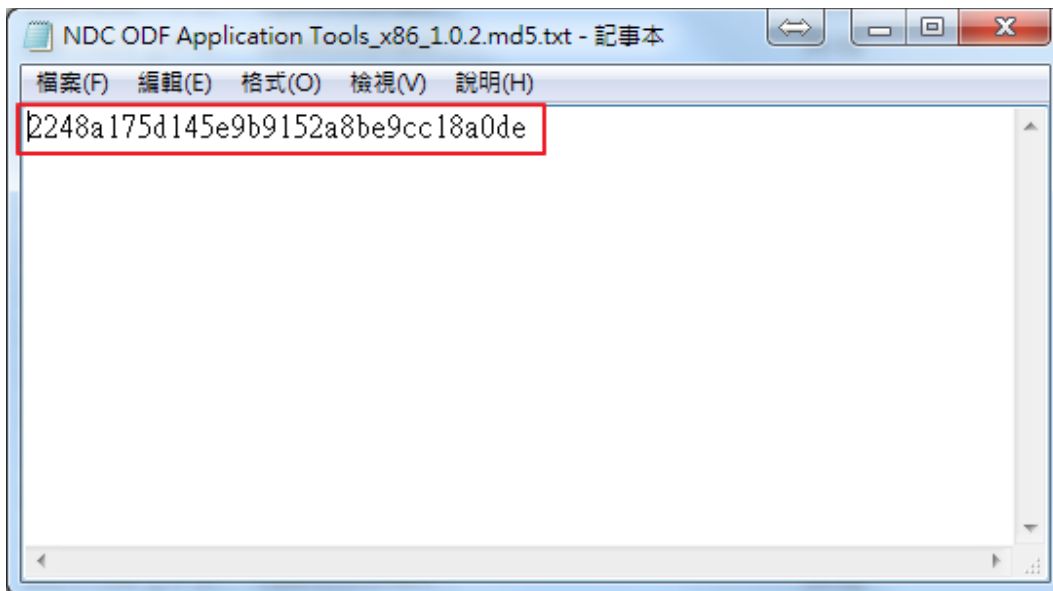 NDC ODF Application Tools_x86_1.0.2.md5.txt - 記事本
檔案(F) 編輯(E) 格式(O) 檢視(V) 說明(H)
2248a175d145e9b9152a8be9cc18a0de